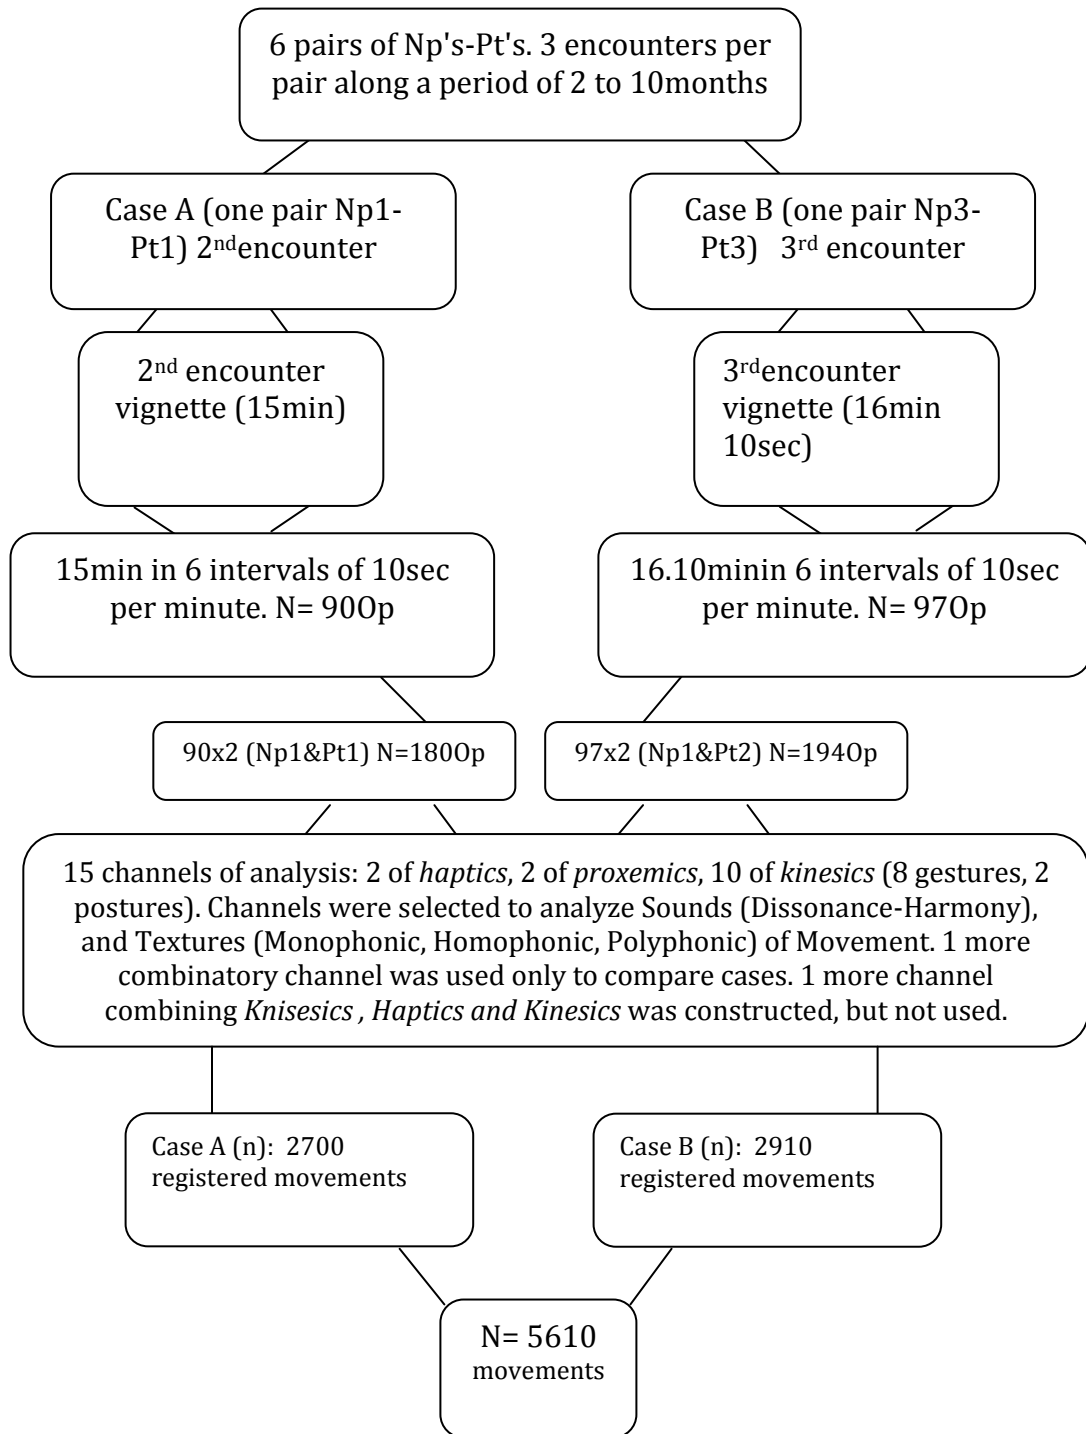 6 pairs of Np's-Pt's. 3 encounters per
pair along a period of 2 to 10months
Case A (one pair Np1-
Pt1) 2ndencounter
Case B (one pair Np3-
Pt3) 3rd encounter
2nd encounter
vignette (15min)
3rdencounter
vignette (16min
10sec)
15min in 6 intervals of 10sec
per minute. N= 90Op
16.10minin 6 intervals of 10sec
per minute. N= 97Op
90x2 (Np1&Pt1) N=180Op
97x2 (Np1&Pt2) N=194Op
15 channels of analysis: 2 of haptics, 2 of proxemics, 10 of kinesics (8 gestures, 2
postures). Channels were selected to analyze Sounds (Dissonance-Harmony),
and Textures (Monophonic, Homophonic, Polyphonic) of Movement. 1 more
combinatory channel was used only to compare cases. 1 more channel
combining Knisesics , Haptics and Kinesics was constructed, but not used.
Case A (n): 2700
registered movements
Case B (n): 2910
registered movements
N= 5610
movements